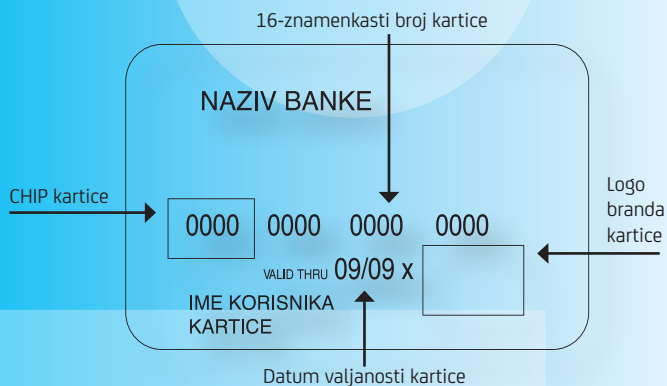 16-znamenkasti broj kartice
NAZIV BANKE
CHIP kartice
Logo
branda
kartice
0000 0000 0000 0000
VALID THRU 09/09 x
IME KORISNIKA
KARTICE
Datum valjanosti kartice